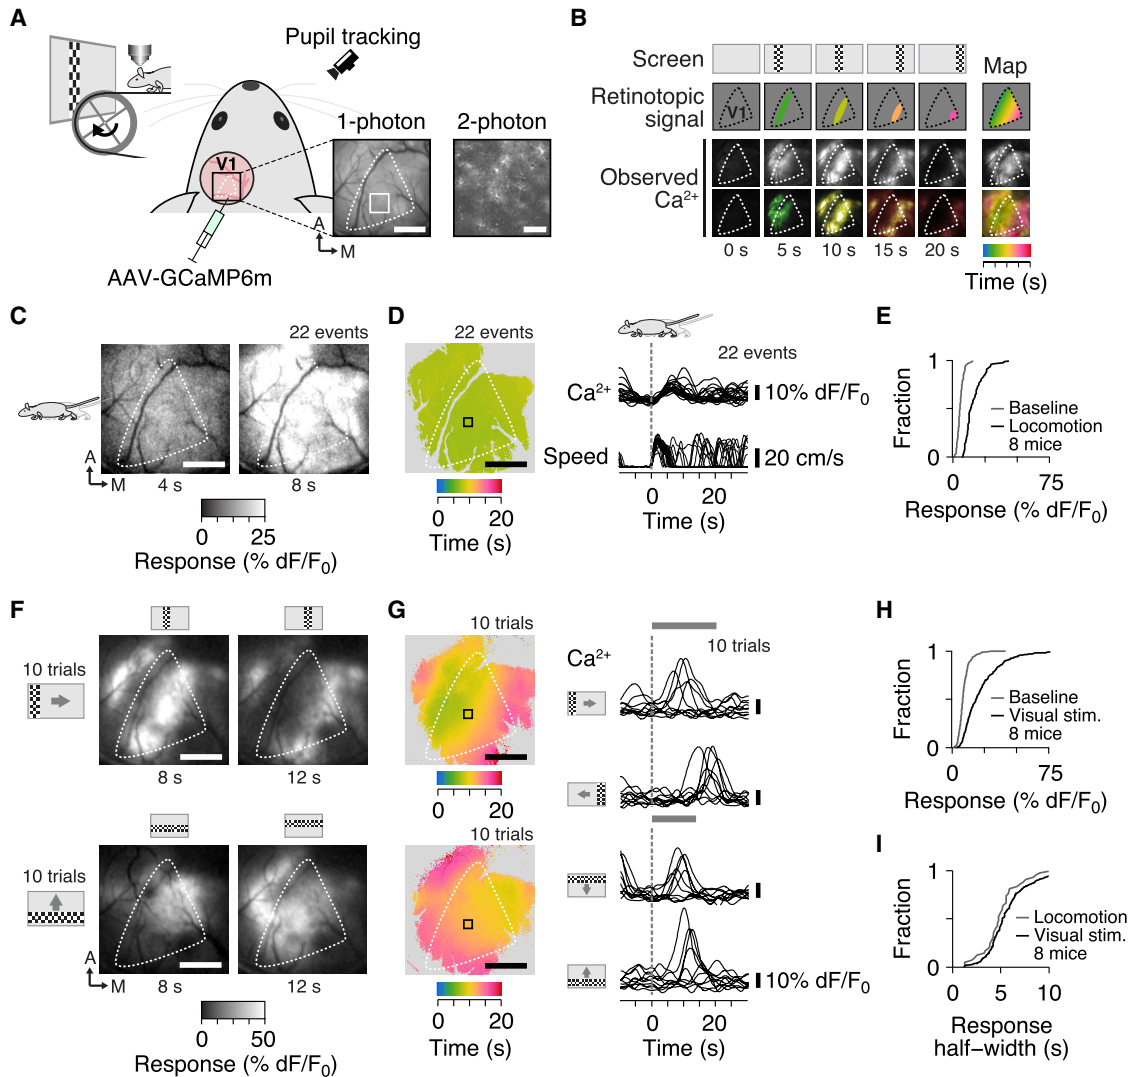 A
Pupil tracking
1-photon
2-photon
V1
A
M
AAV-GCaMP6m
B
Screen
Map
Retinotopic
signal
V1
Observed
Ca2+
0 s
5 s
10 s
15 s
20 s
Time (s)
C
22 events
A
M
4 s
8 s
0
25
Response (% dF/F0)
D
22 events
0
20
Time (s)
22 events
Ca2+
10% dF/F0
Speed
20 cm/s
0
20
Time (s)
E
Fraction
1
0
Baseline
Locomotion
8 mice
0
75
Response (% dF/F0)
F
10 trials
8 s
12 s
10 trials
A
M
8 s
12 s
0
50
Response (% dF/F0)
G
10 trials
0
20
10 trials
0
20
Time (s)
Ca2+
10 trials
10% dF/F0
0
20
Time (s)
H
Fraction
1
0
Baseline
Visual stim.
8 mice
0
75
Response (% dF/F0)
I
Fraction
1
0
Locomotion
Visual stim.
8 mice
0
5
10
Response
half−width (s)